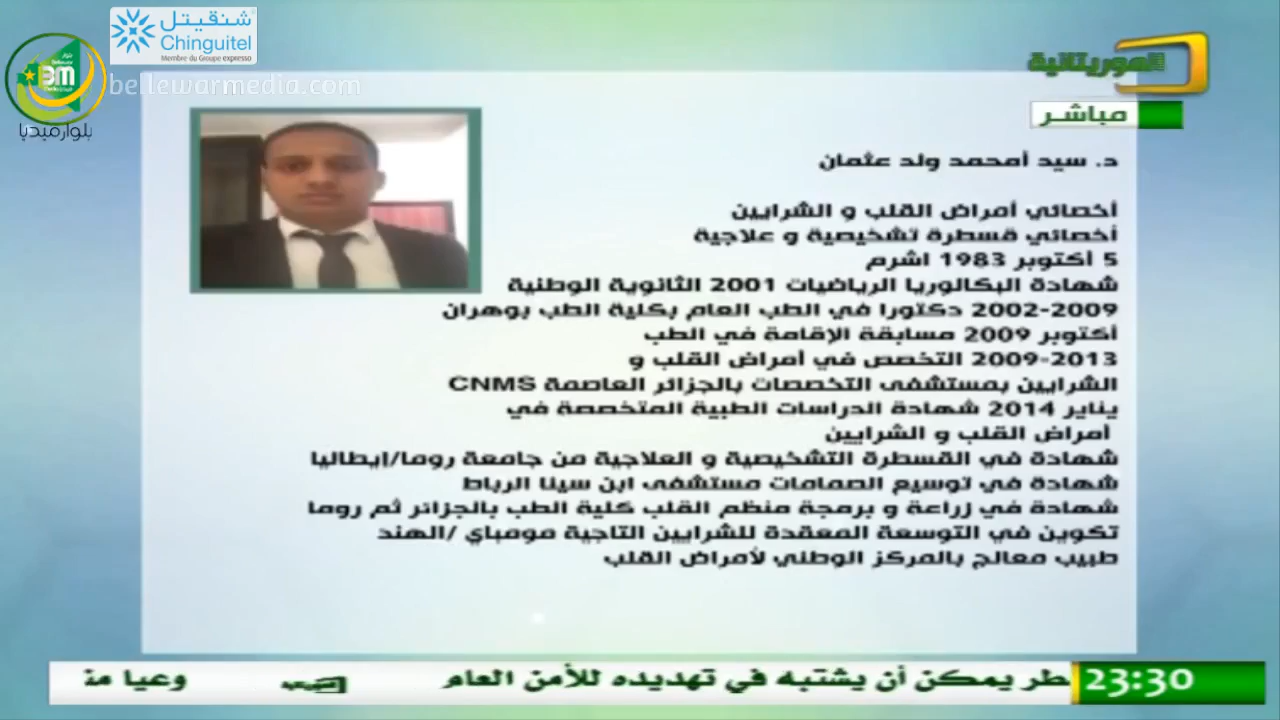 شنقيتل
Chinguitel
Membre du Groupe expresso
bellewarmedia.com
BM
بلوارميديا
الموريتانية
مباشر
د. سيد أمحمد ولد عثمان
أخصائي أمراض القلب و الشرايين
أخصائي قسطرة تشخيصية و علاجية
5 أكتوبر 1983 اشرم
شهادة البكالوريا الرياضيات 2001 الثانوية الوطنية
2002-2009 دكتورا في الطب العام بكلية الطب بوهران
أكتوبر 2009 مسابقة الإقامة في الطب
2009-2013 التخصص في أمراض القلب و
الشرايين بمستشفى التخصصات بالجزائر العاصمة CNMS
يناير 2014 شهادة الدراسات الطبية المتخصصة في
أمراض القلب و الشرايين
شهادة في القسطرة التشخيصية و العلاجية من جامعة روما/إيطاليا
شهادة في توسيع الصمامات مستشفى ابن سينا الرباط
شهادة في زراعة و برمجة منظم القلب كلية الطب بالجزائر ثم روما
تكوين في التوسعة المعقدة للشرايين التاجية مومباي /الهند
طبيب معالج بالمركز الوطني لأمراض القلب
23:30 طر يمكن أن يشتبه في تهديده للأمن العام وعيا منـ